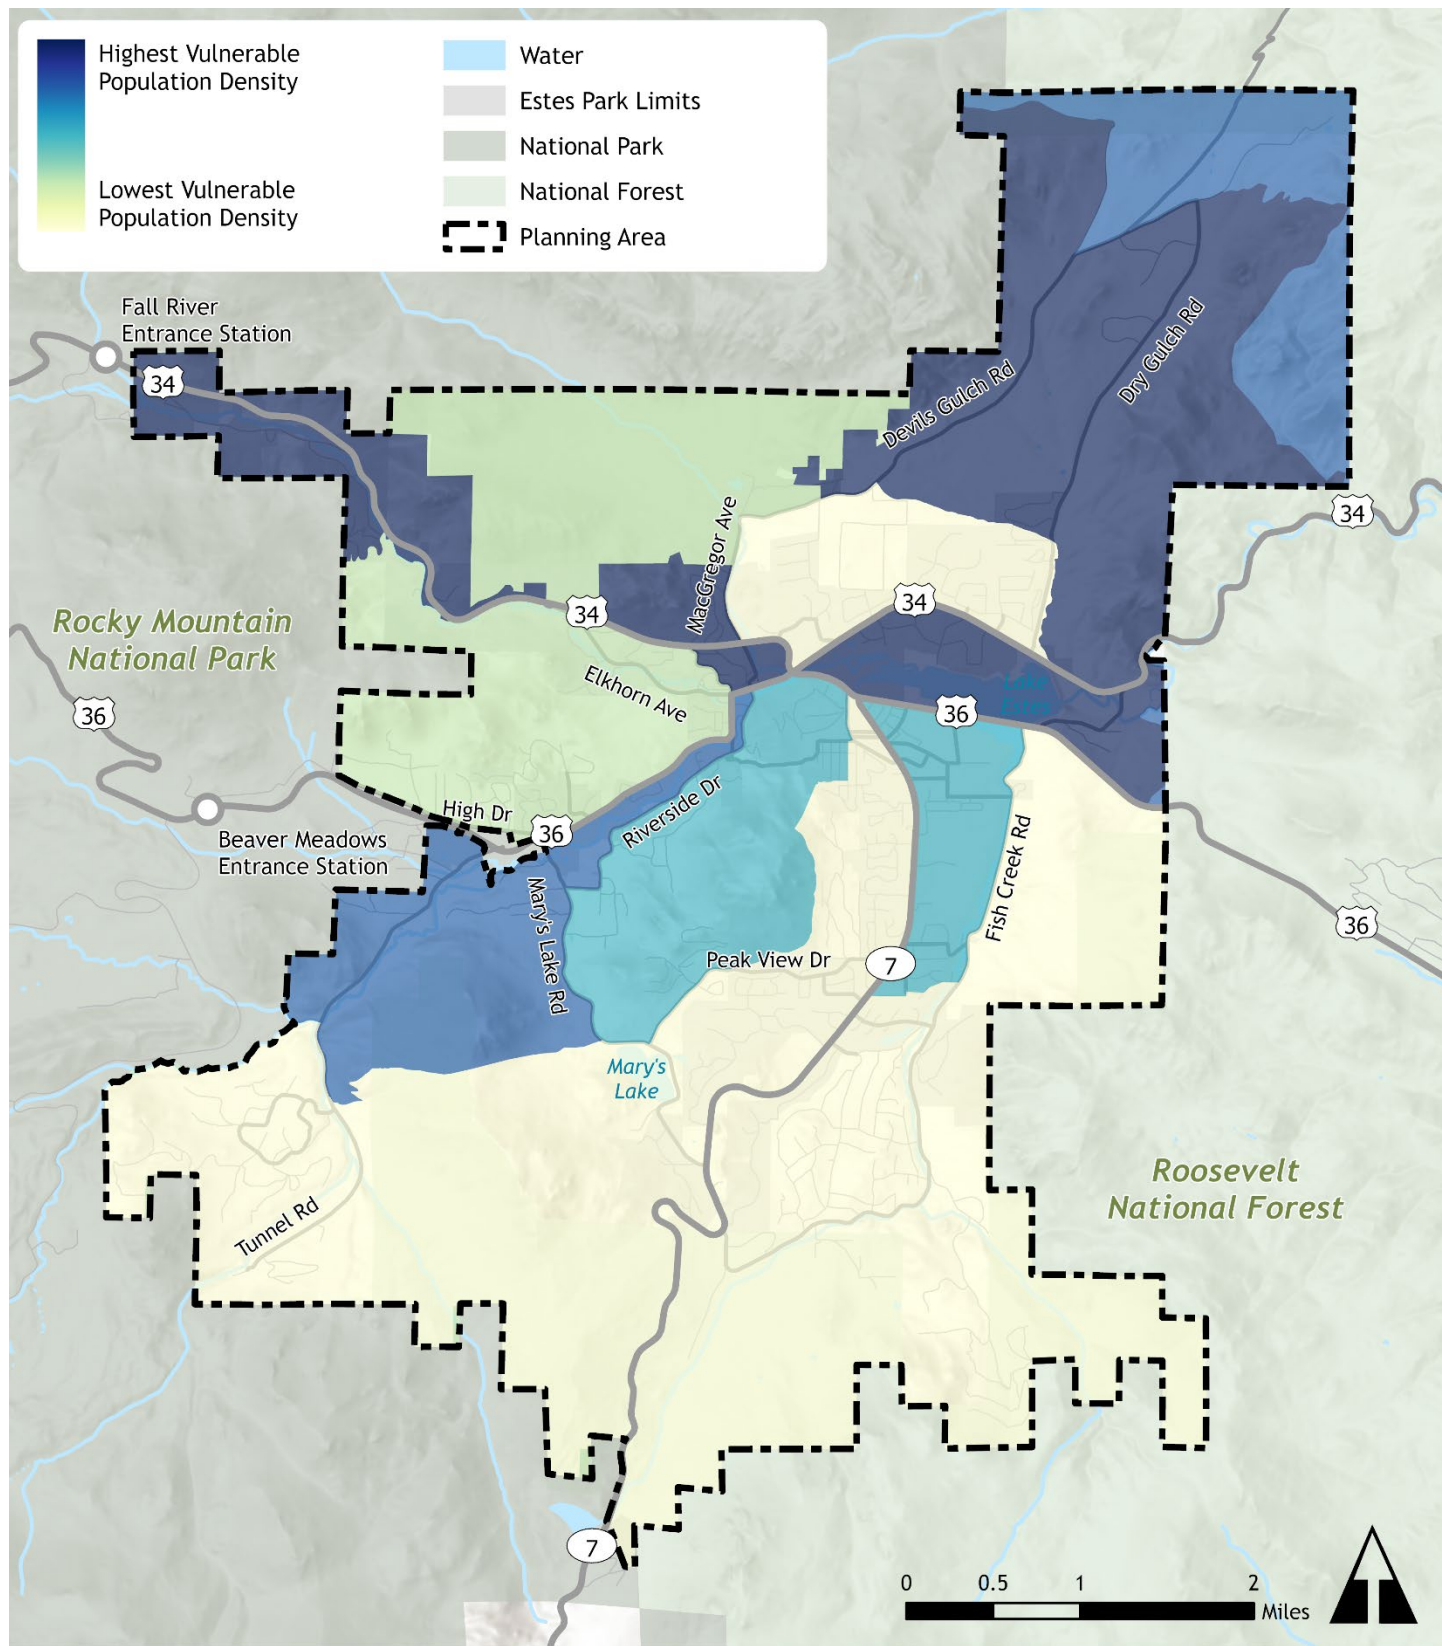 Highest Vulnerable
Population Density
Lowest Vulnerable
Population Density
Water
Estes Park Limits
National Park
National Forest
Planning Area
Fall River
Entrance Station
34
Devils Gulch Rd
Dry Gulch Rd
34
MacGregor Ave
34
34
Rocky Mountain
National Park
36
Elkhorn Ave
Lake
Estes
36
High Dr
36
Riverside Dr
Beaver Meadows
Entrance Station
Mary's Lake Rd
Fish Creek Rd
36
Peak View Dr
7
Mary's
Lake
Roosevelt
National Forest
Tunnel Rd
7
0 0.5 1 2
Miles